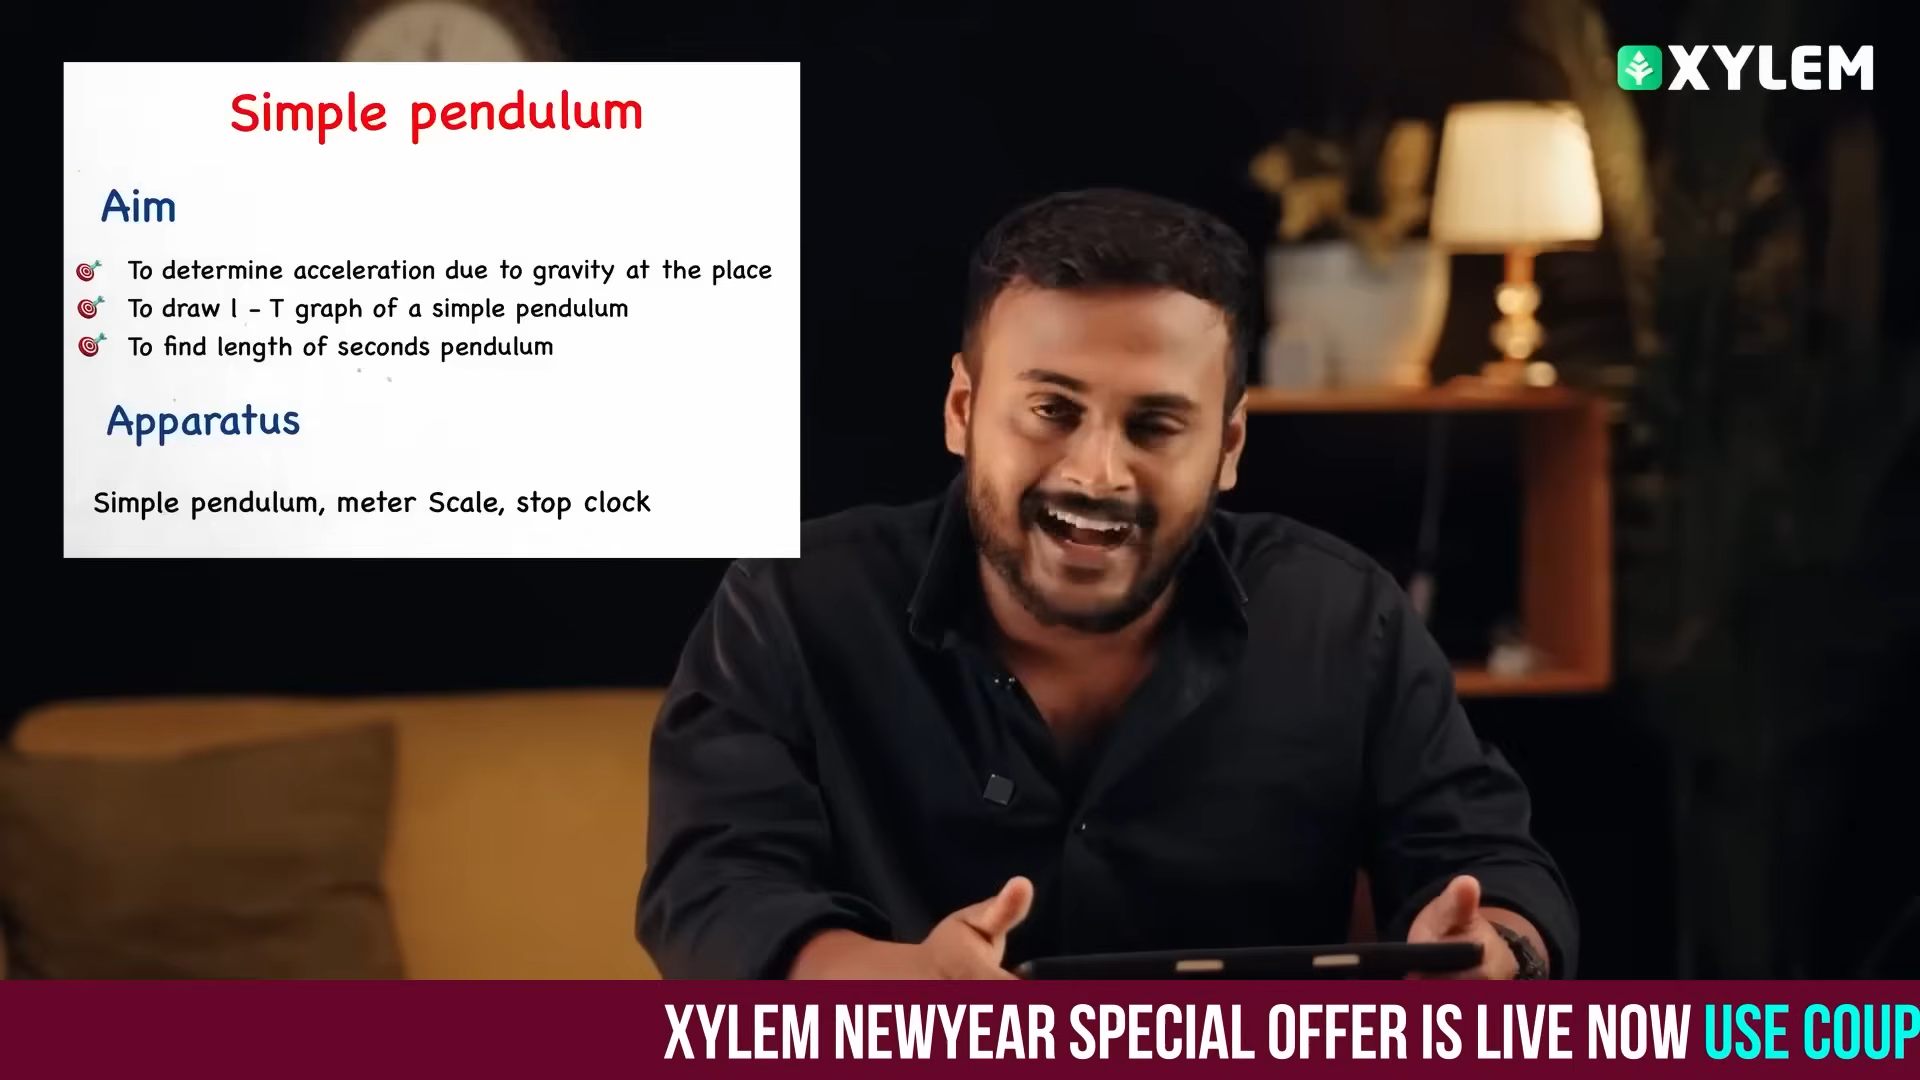 Simple pendulum
Aim
To determine acceleration due to gravity at the place
To draw l - T graph of a simple pendulum
To find length of seconds pendulum
Apparatus
Simple pendulum, meter Scale, stop clock
XYLEM
XYLEM NEWYEAR SPECIAL OFFER IS LIVE NOW USE COUP